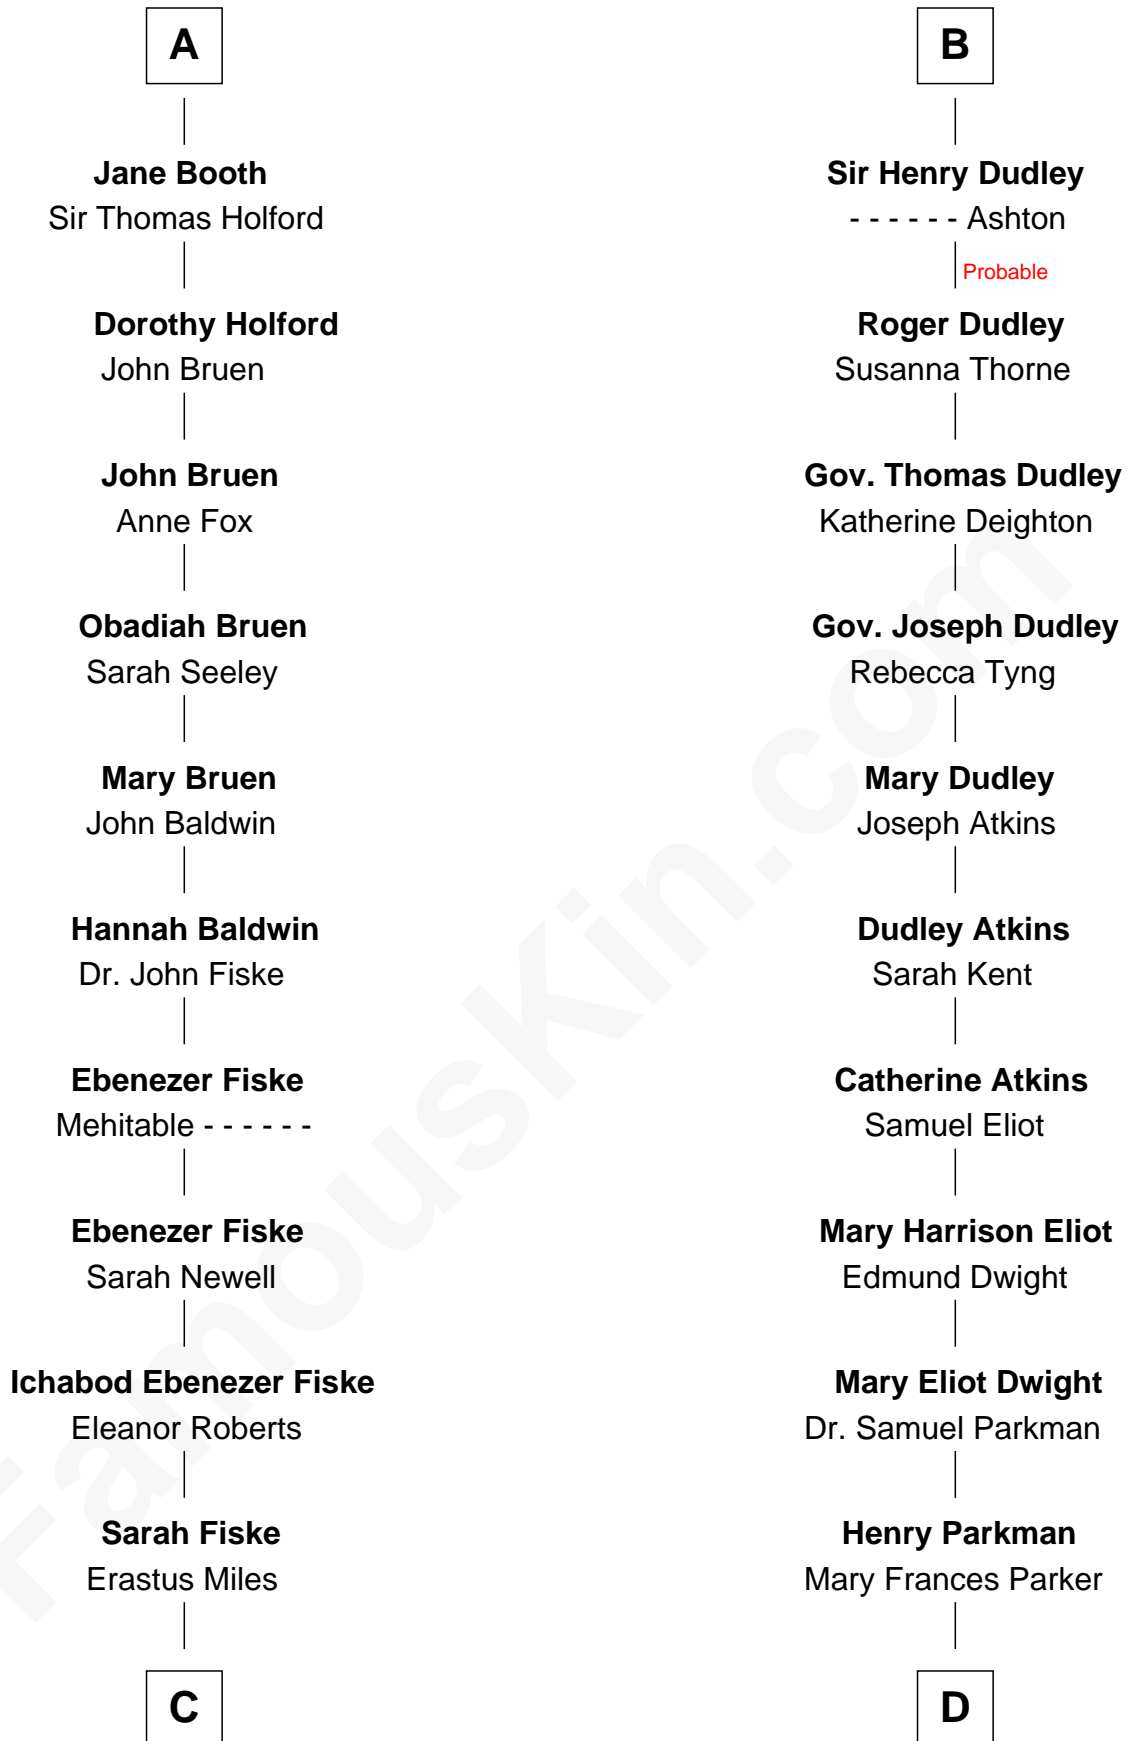 A
Jane Booth
Sir Thomas Holford
Dorothy Holford
John Bruen
John Bruen
Anne Fox
Obadiah Bruen
Sarah Seeley
Mary Bruen
John Baldwin
Hannah Baldwin
Dr. John Fiske
Ebenezer Fiske
Mehitable - - - - - -
Ebenezer Fiske
Sarah Newell
Ichabod Ebenezer Fiske
Eleanor Roberts
Sarah Fiske
Erastus Miles
C
B
Sir Henry Dudley
- - - - - - Ashton
Probable
Roger Dudley
Susanna Thorne
Gov. Thomas Dudley
Katherine Deighton
Gov. Joseph Dudley
Rebecca Tyng
Mary Dudley
Joseph Atkins
Dudley Atkins
Sarah Kent
Catherine Atkins
Samuel Eliot
Mary Harrison Eliot
Edmund Dwight
Mary Eliot Dwight
Dr. Samuel Parkman
Henry Parkman
Mary Frances Parker
D
FamousKin.com